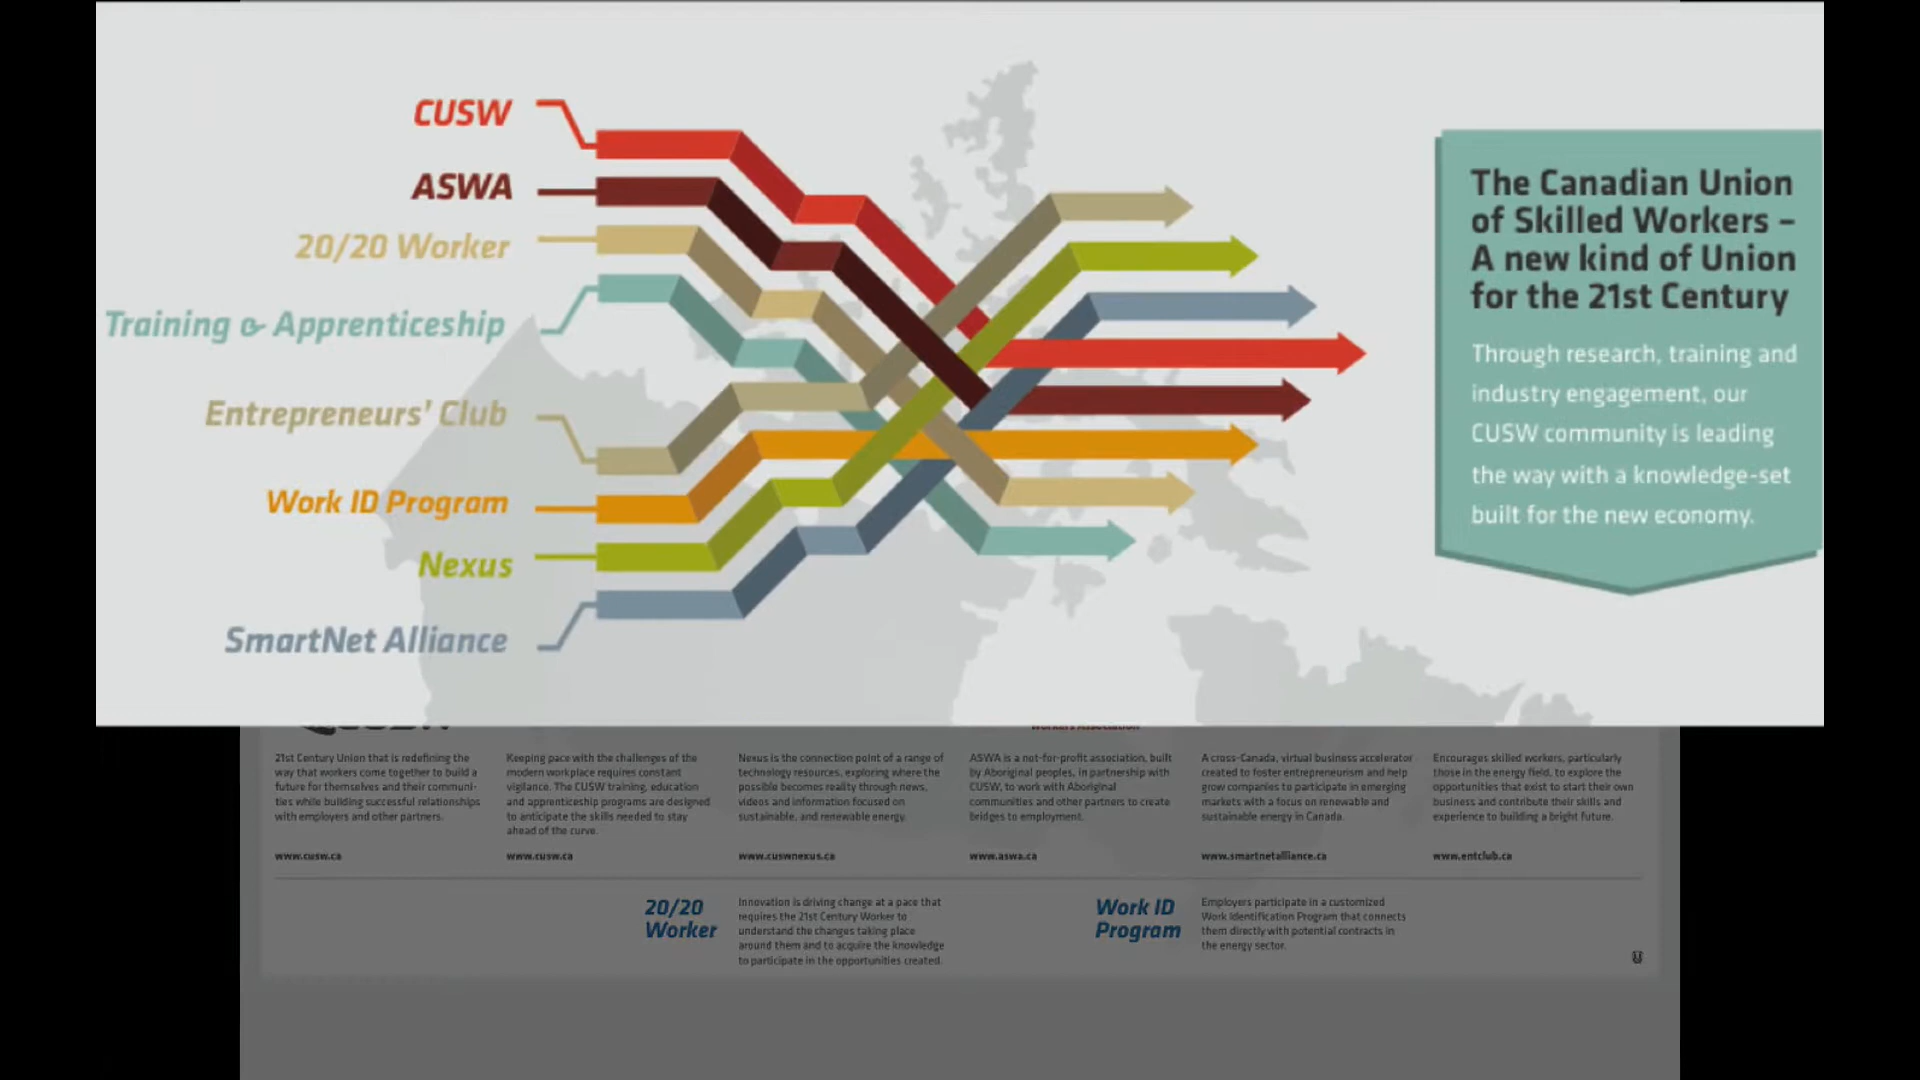 CUSW
ASWA
20/20 Worker
Training & Apprenticeship
Entrepreneurs' Club
Work ID Program
Nexus
SmartNet Alliance
The Canadian Union
of Skilled Workers –
A new kind of Union
for the 21st Century
Through research, training and
industry engagement, our
CUSW community is leading
the way with a knowledge-set
built for the new economy.
21st Century Union that is redefining the
way that workers come together to build a
future for themselves and their communi-
ties while building successful relationships
with employers and other partners.
www.cusw.ca
Keeping pace with the challenges of the
modern workplace requires constant
vigilance. The CUSW training, education
and apprenticeship programs are designed
to anticipate the skills needed to stay
ahead of the curve.
www.cusw.ca
Nexus is the connection point of a range of
technology resources, exploring where the
possible becomes reality through news,
videos and information focused on
sustainable, and renewable energy.
www.cuswnexus.ca
ASWA is a not-for-profit association, built
by Aboriginal peoples, in partnership with
CUSW, to work with Aboriginal
communities and other partners to create
bridges to employment.
www.aswa.ca
A cross-Canada, virtual business accelerator
created to foster entrepreneurism and help
grow companies to participate in emerging
markets with a focus on renewable and
sustainable energy in Canada.
www.smartnetalliance.ca
Encourages skilled workers, particularly
those in the energy field, to explore the
opportunities that exist to start their own
business and contribute their skills and
experience to building a bright future.
www.entclub.ca
20/20
Worker
Innovation is driving change at a pace that
requires the 21st Century Worker to
understand the changes taking place
around them and to acquire the knowledge
to participate in the opportunities created.
Work ID
Program
Employers participate in a customized
Work Identification Program that connects
them directly with potential contracts in
the energy sector.